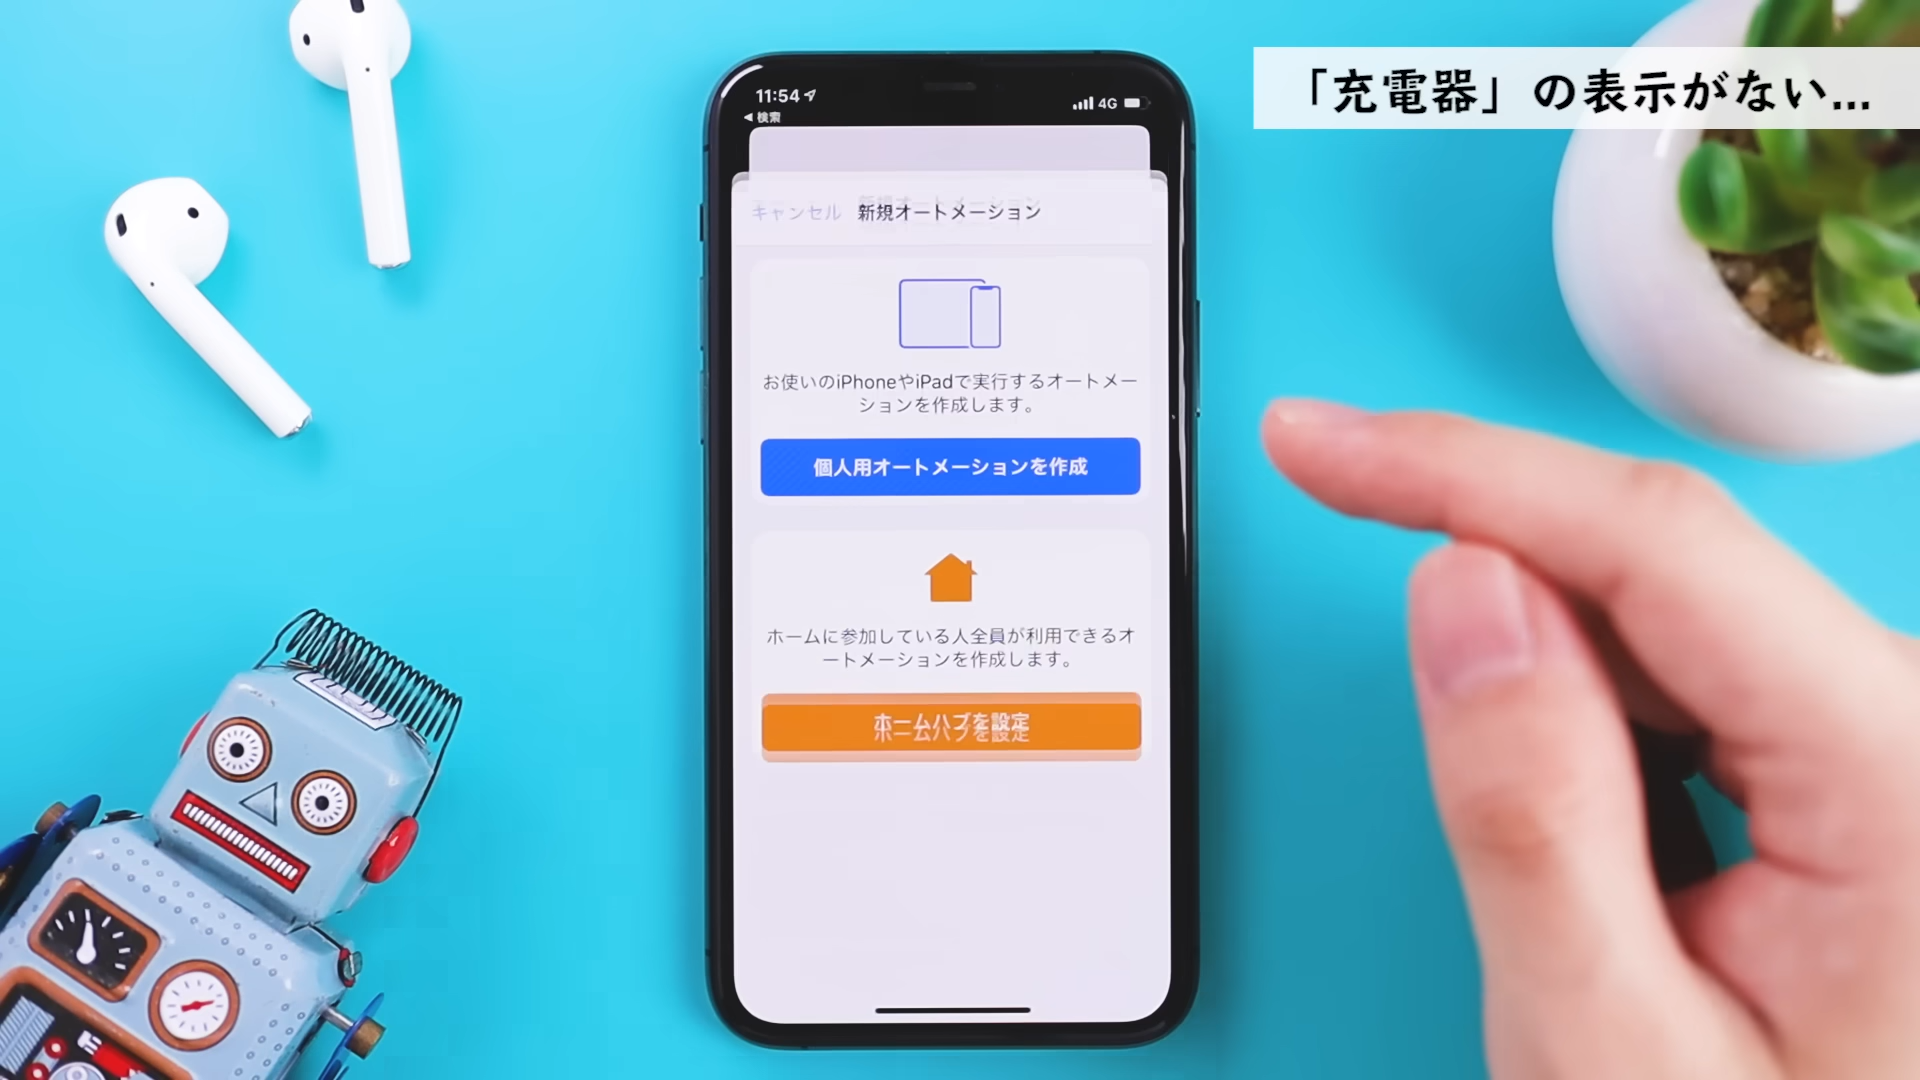 「充電器」の表示がない...
11:54
4G
◀ 検索
キャンセル 新規オートメーション
お使いのiPhoneやiPadで実行するオートメー
ションを作成します。
個人用オートメーションを作成
ホームに参加している人全員が利用できるオ
ートメーションを作成します。
ホームハブを設定